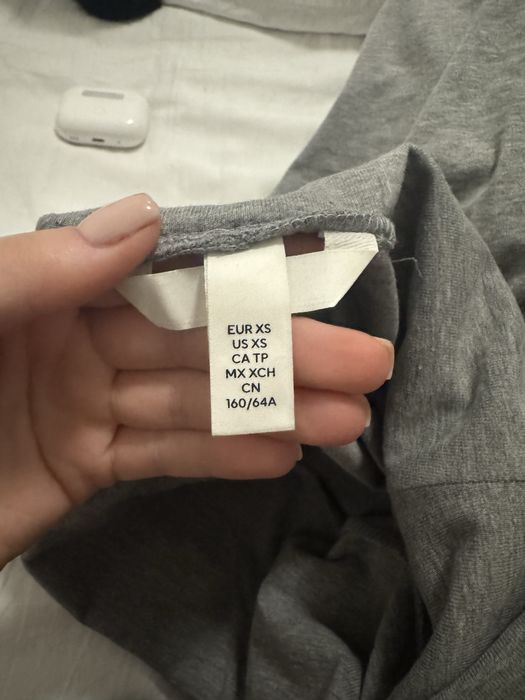 EUR XS
US XS
CA TP
MX XCH
CN
160/64A